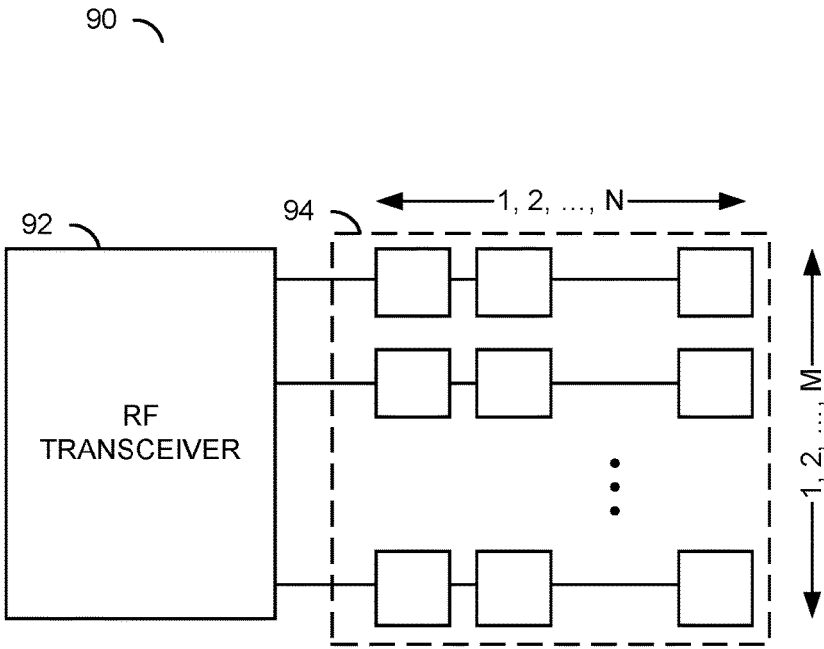 90
92
94
1, 2, ..., N
RF
TRANSCEIVER
1, 2, ..., M